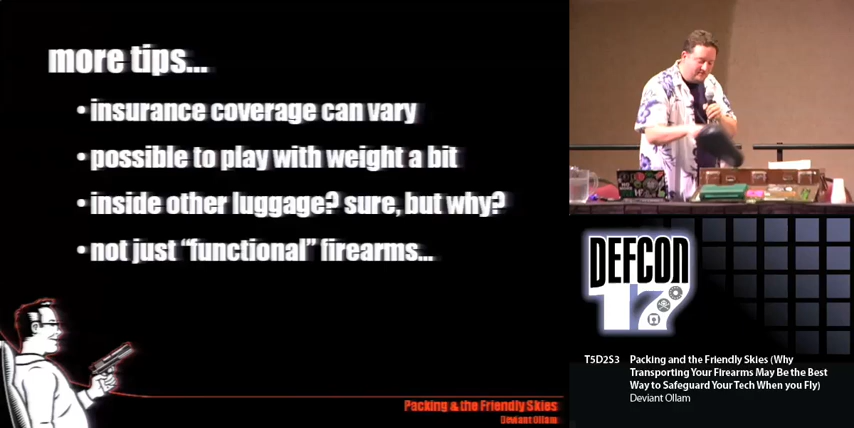 more tips...
• insurance coverage can vary
• possible to play with weight a bit
• inside other luggage? sure, but why?
• not just “functional” firearms...
Packing & the Friendly Skies
Deviant Ollam
DEFCON
17
T5D2S3 Packing and the Friendly Skies (Why
Transporting Your Firearms May Be the Best
Way to Safeguard Your Tech When you Fly)
Deviant Ollam